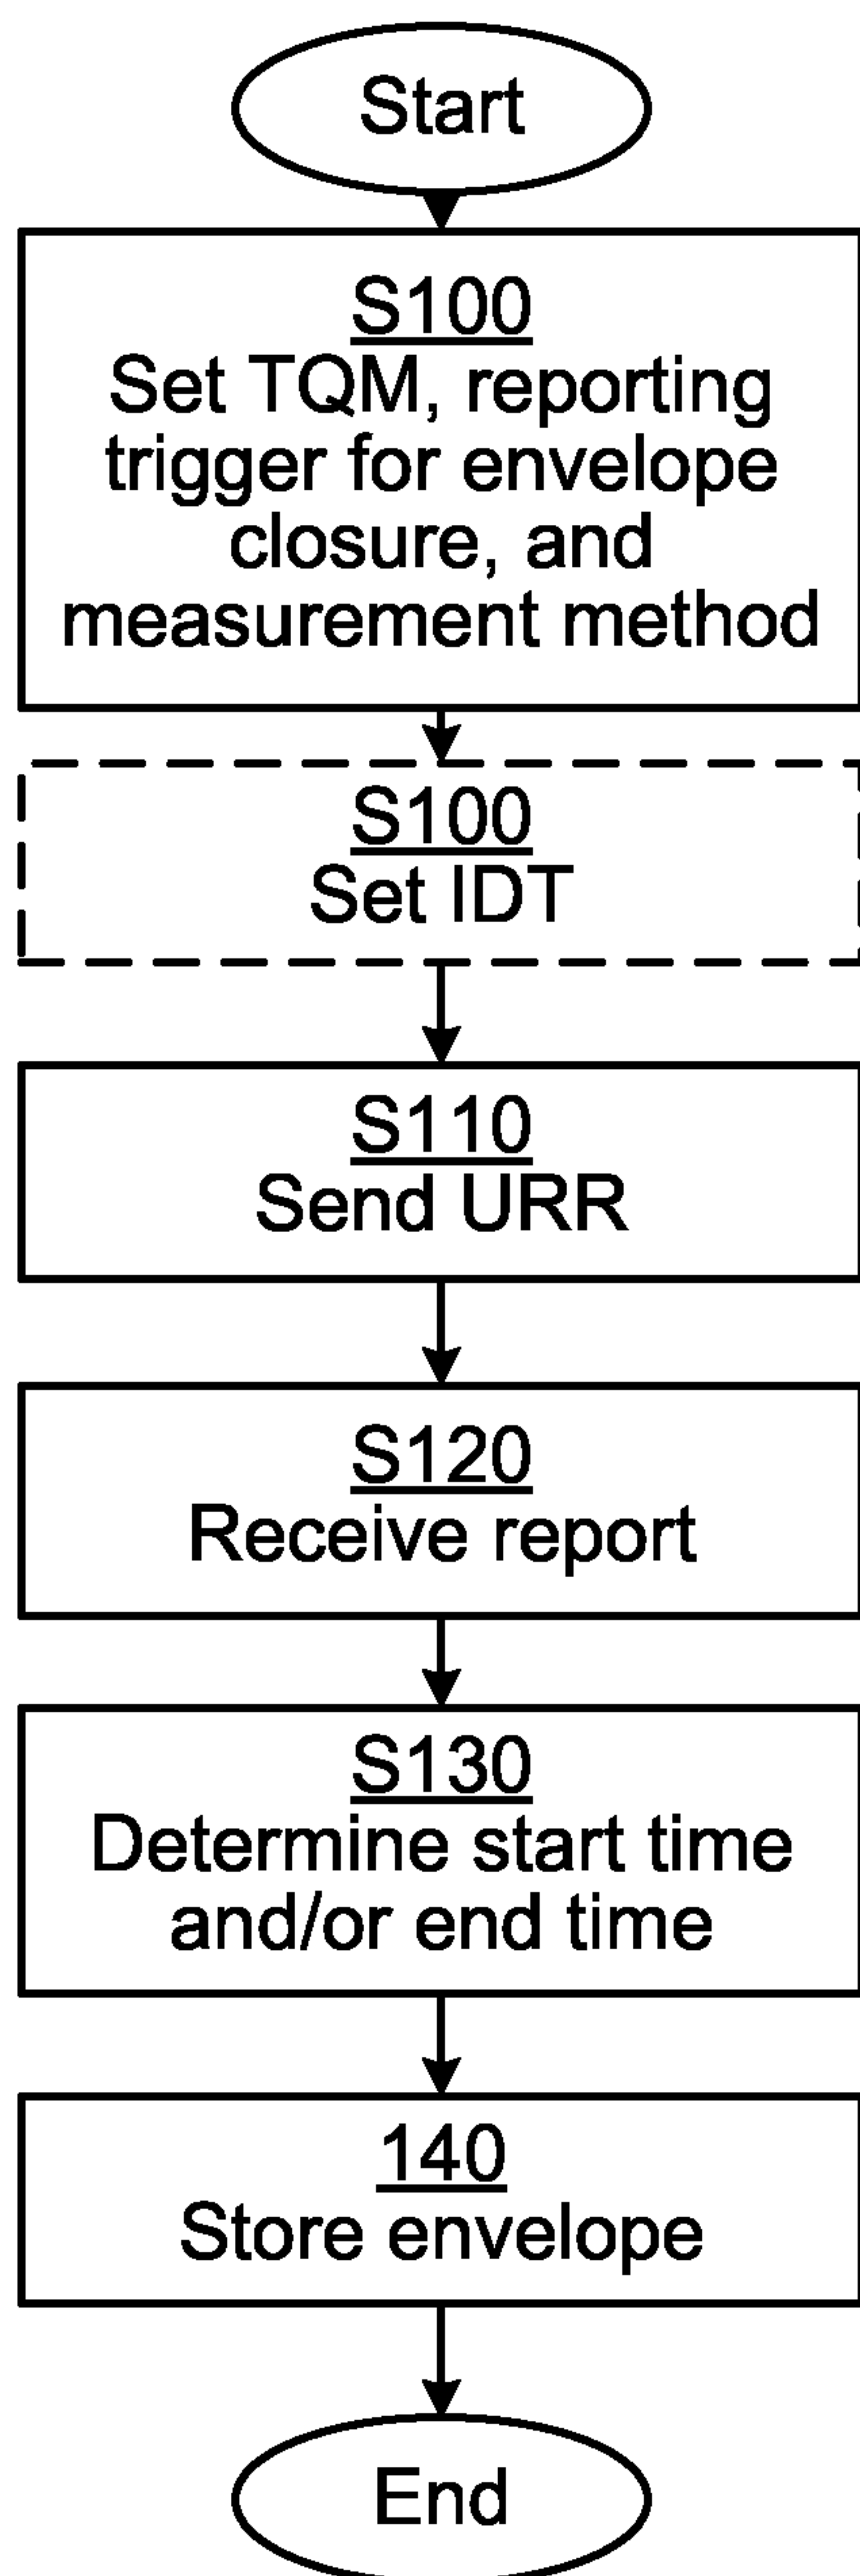 Start
S100
Set TQM, reporting
trigger for envelope
closure, and
measurement method
S100
Set IDT
S110
Send URR
S120
Receive report
S130
Determine start time
and/or end time
140
Store envelope
End